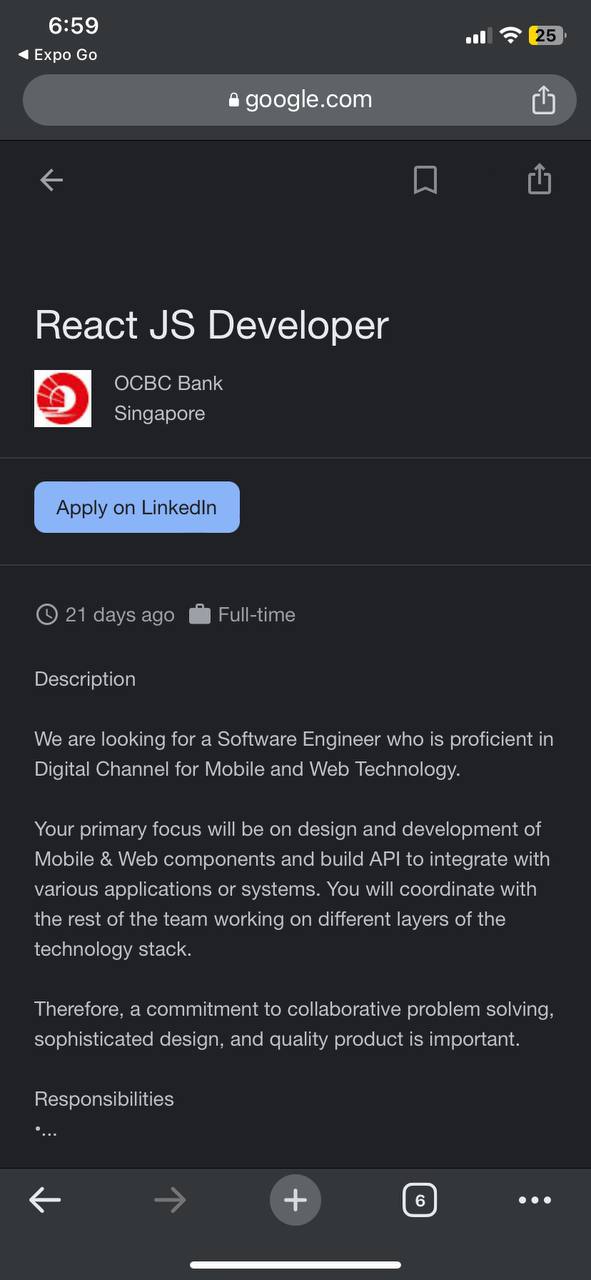 6:59
25
◀ Expo Go
google.com
React JS Developer
OCBC Bank
Singapore
Apply on LinkedIn
21 days ago Full-time
Description
We are looking for a Software Engineer who is proficient in
Digital Channel for Mobile and Web Technology.
Your primary focus will be on design and development of
Mobile & Web components and build API to integrate with
various applications or systems. You will coordinate with
the rest of the team working on different layers of the
technology stack.
Therefore, a commitment to collaborative problem solving,
sophisticated design, and quality product is important.
Responsibilities
•...
6